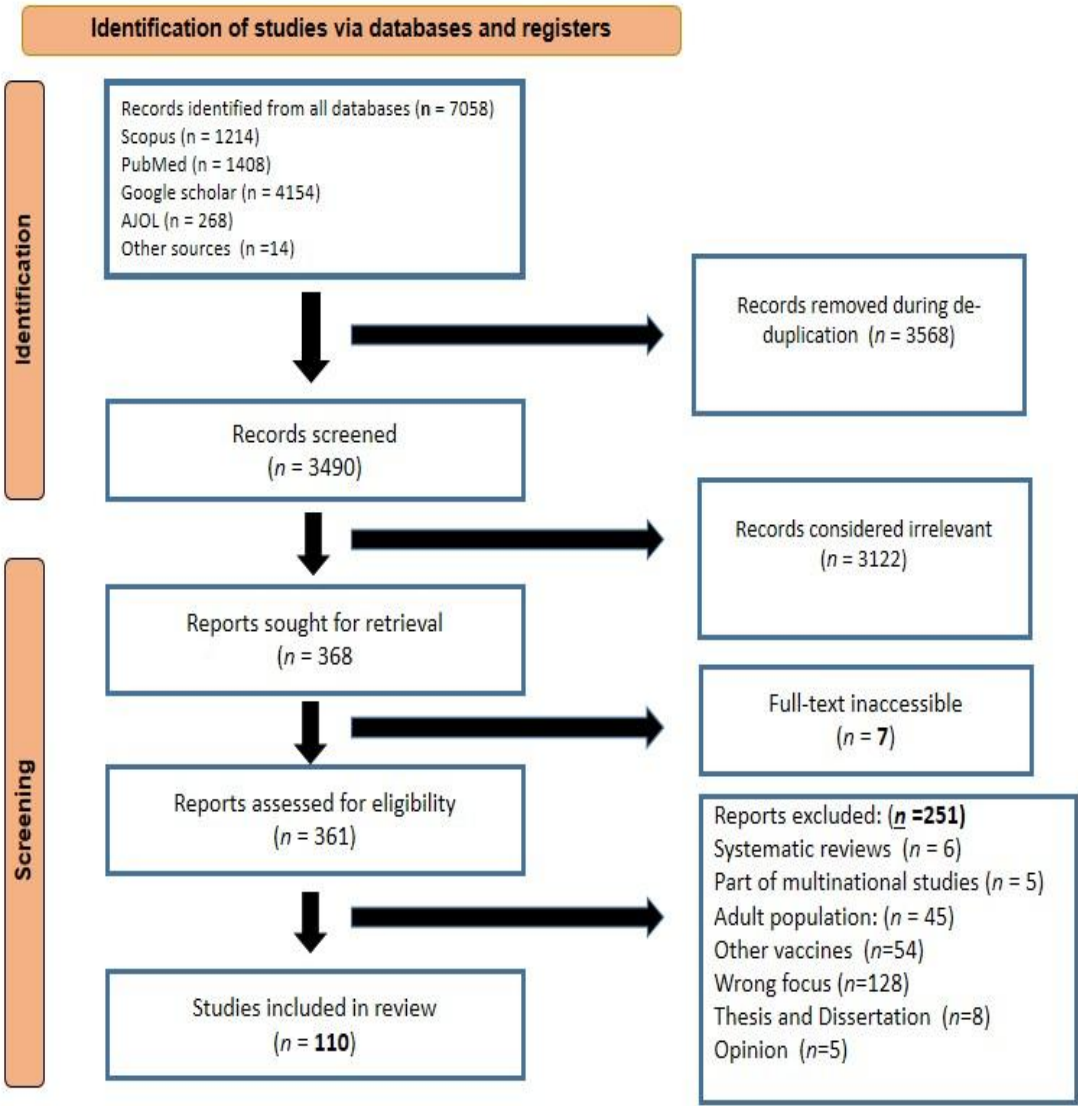 Identification of studies via databases and registers
Identification
Records identified from all databases (n = 7058)
Scopus (n = 1214)
PubMed (n = 1408)
Google scholar (n = 4154)
AJOL (n = 268)
Other sources (n =14)
Records removed during de-
duplication (n = 3568)
Records screened
(n = 3490)
Records considered irrelevant
(n = 3122)
Screening
Reports sought for retrieval
(n = 368
Full-text inaccessible
(n = 7)
Reports assessed for eligibility
(n = 361)
Reports excluded: (n =251)
Systematic reviews (n = 6)
Part of multinational studies (n = 5)
Adult population: (n = 45)
Other vaccines (n=54)
Wrong focus (n=128)
Thesis and Dissertation (n=8)
Opinion (n=5)
Studies included in review
(n = 110)